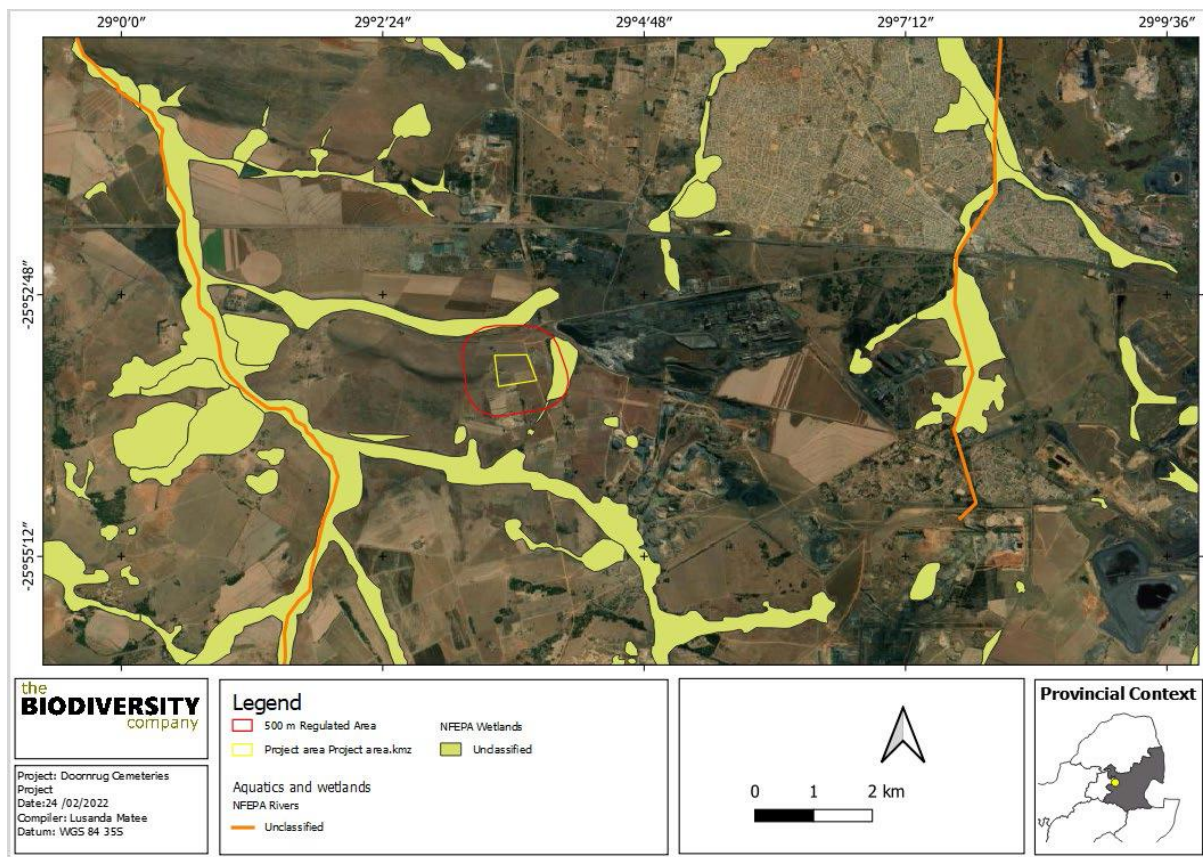 29°0′0″ 29°2′24″ 29°4′48″ 29°7′12″ 29°9′36″
-25°52′48″
-25°55′12″
the
BIODIVERSITY
company
Project: Doornrug Cemeteries
Project
Date:24 /02/2022
Compiler: Lusanda Matee
Datum: WGS 84 35S
Legend
500 m Regulated Area
Project area Project area.kmz
Aquatics and wetlands
NFEPA Rivers
Unclassified
NFEPA Wetlands
Unclassified
0 1 2 km
Provincial Context